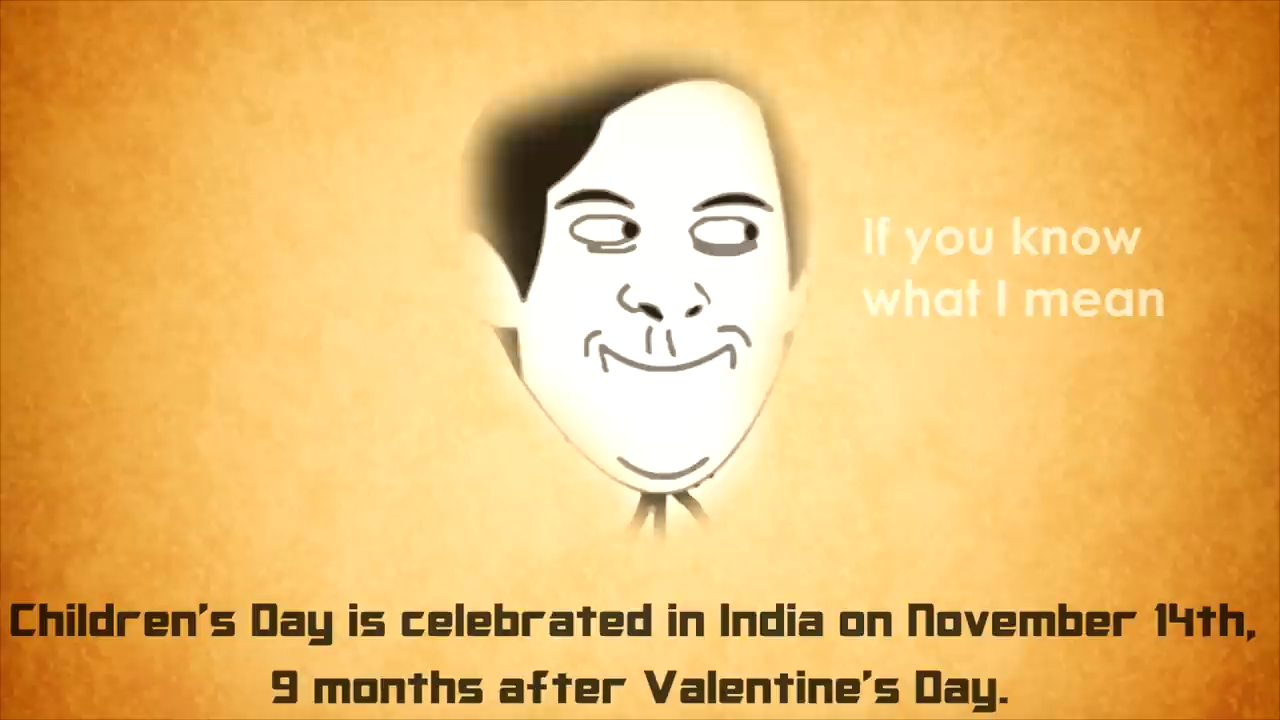 If you know
what I mean
Children's Day is celebrated in India on November 14th,
9 months after Valentine's Day.